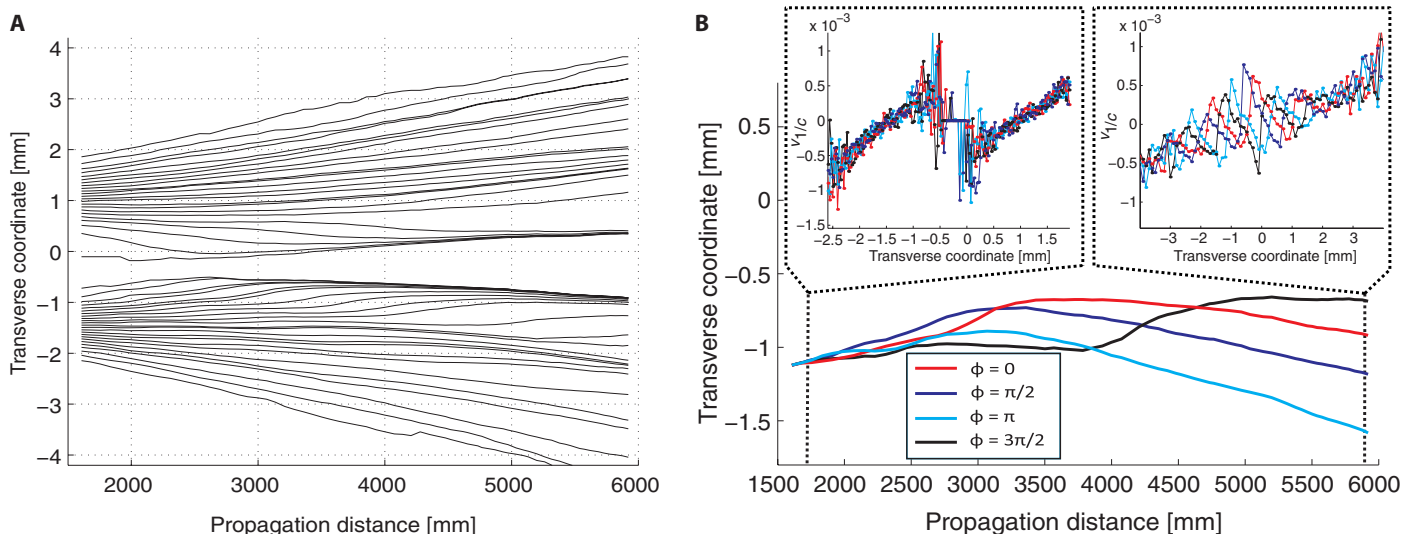 A
4
3
2
1
0
−1
−2
−3
−4
Transverse coordinate [mm]
2000 3000 4000 5000 6000
Propagation distance [mm]
B
x 10⁻³
1
0.5
0
−0.5
−1
−1.5
v1/c
−2.5 −2 −1.5 −1 −0.5 0 0.5 1 1.5
Transverse coordinate [mm]
x 10⁻³
1
0.5
0
−0.5
−1
v1/c
−3 −2 −1 0 1 2 3
Transverse coordinate [mm]
0.5
0
−0.5
−1
−1.5
Transverse coordinate [mm]
ϕ = 0
ϕ = π/2
ϕ = π
ϕ = 3π/2
1500 2000 2500 3000 3500 4000 4500 5000 5500 6000
Propagation distance [mm]